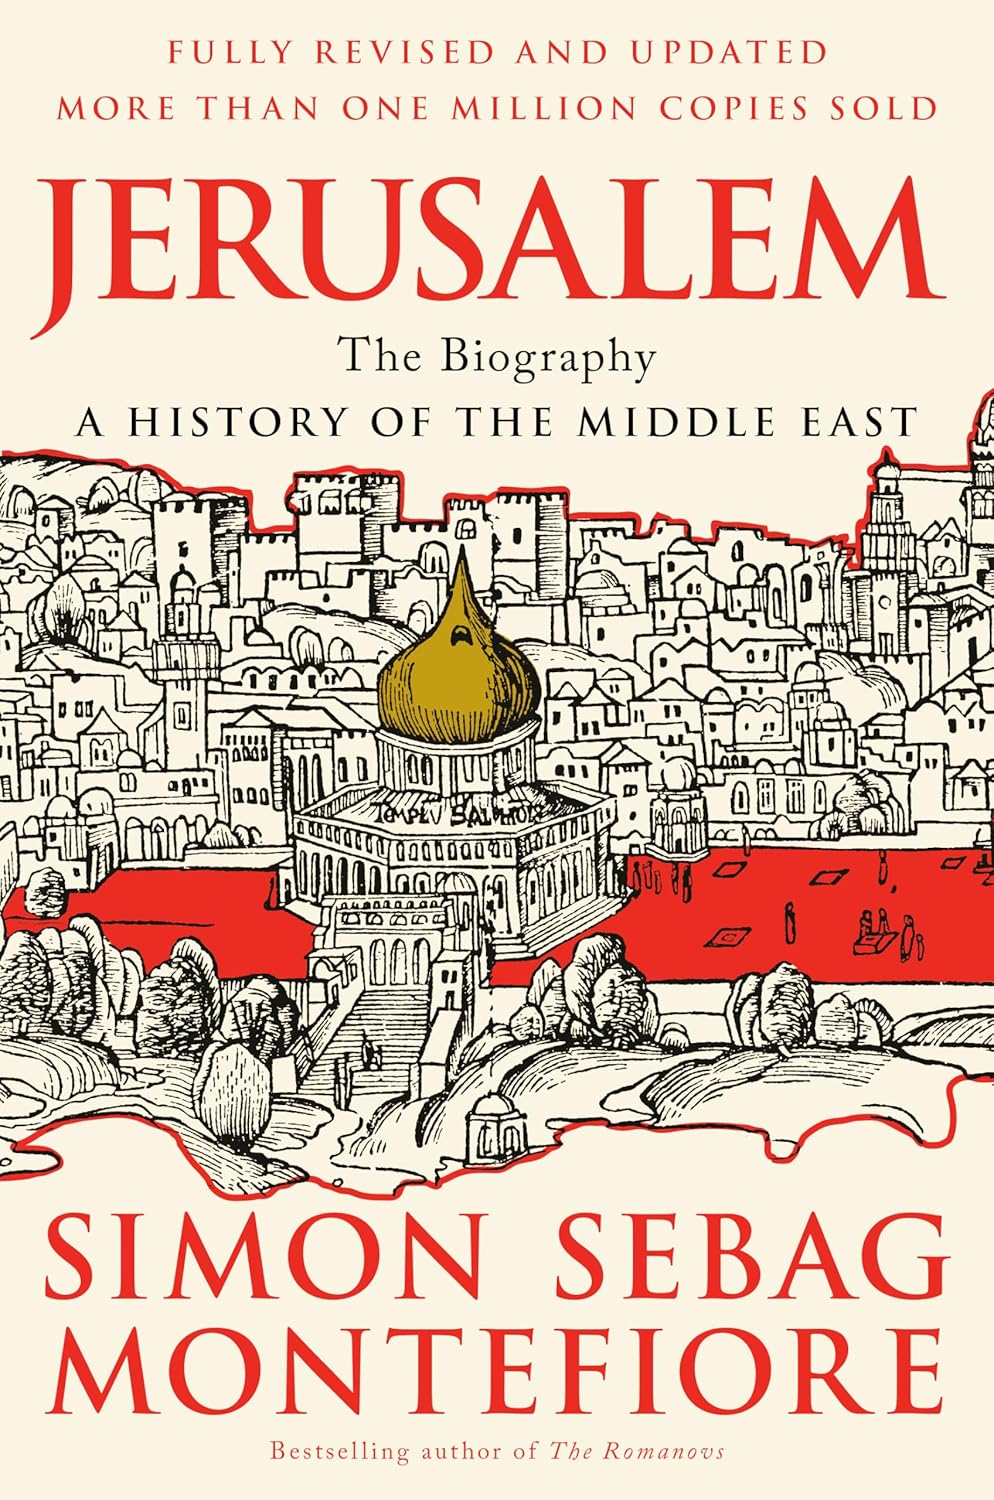 FULLY REVISED AND UPDATED
MORE THAN ONE MILLION COPIES SOLD
JERUSALEM
The Biography
A HISTORY OF THE MIDDLE EAST
SIMON SEBAG
MONTEFIORE
Bestselling author of The Romanovs